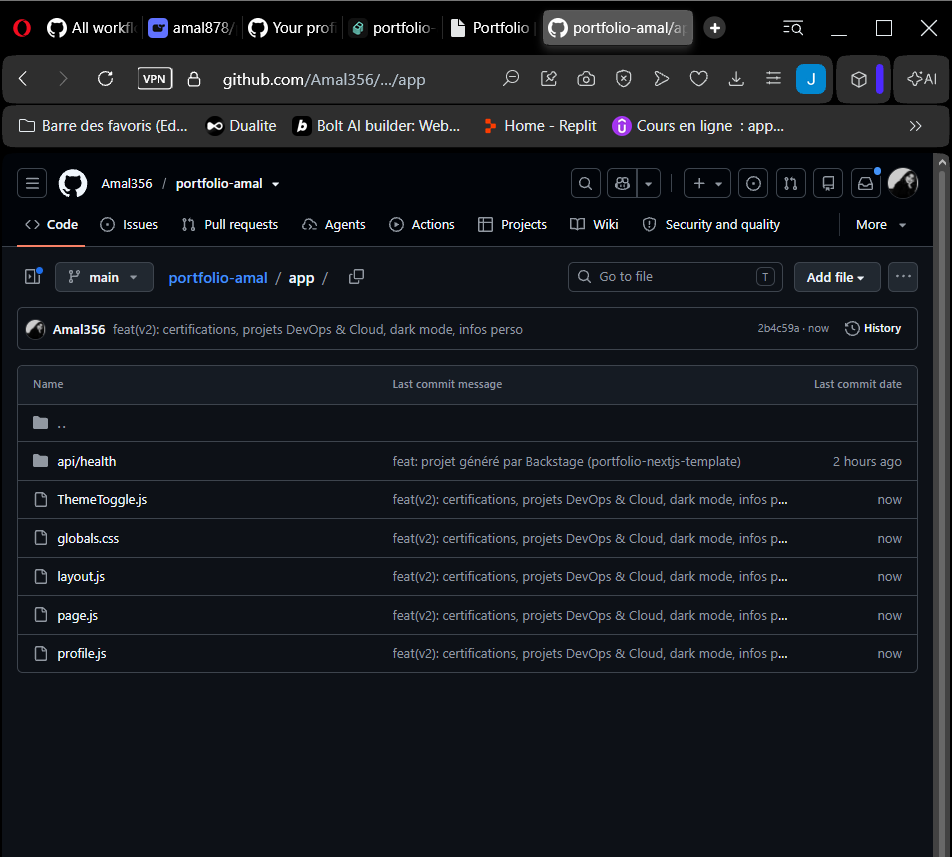 All workfl
amal878/
Your profi
portfolio-
Portfolio
portfolio-amal/ap
VPN
github.com/Amal356/.../app
J
AI
Barre des favoris (Ed...
Dualite
b
Bolt AI builder: Web...
Home - Replit
Cours en ligne : app...
Amal356 / portfolio-amal
Code
Issues
Pull requests
Agents
Actions
Projects
Wiki
Security and quality
More
main
portfolio-amal / app /
Go to file
T
Add file
Amal356 feat(v2): certifications, projets DevOps & Cloud, dark mode, infos perso
2b4c59a · now
History
Name Last commit message Last commit date
..
api/health feat: projet généré par Backstage (portfolio-nextjs-template) 2 hours ago
ThemeToggle.js feat(v2): certifications, projets DevOps & Cloud, dark mode, infos p... now
globals.css feat(v2): certifications, projets DevOps & Cloud, dark mode, infos p... now
layout.js feat(v2): certifications, projets DevOps & Cloud, dark mode, infos p... now
page.js feat(v2): certifications, projets DevOps & Cloud, dark mode, infos p... now
profile.js feat(v2): certifications, projets DevOps & Cloud, dark mode, infos p... now